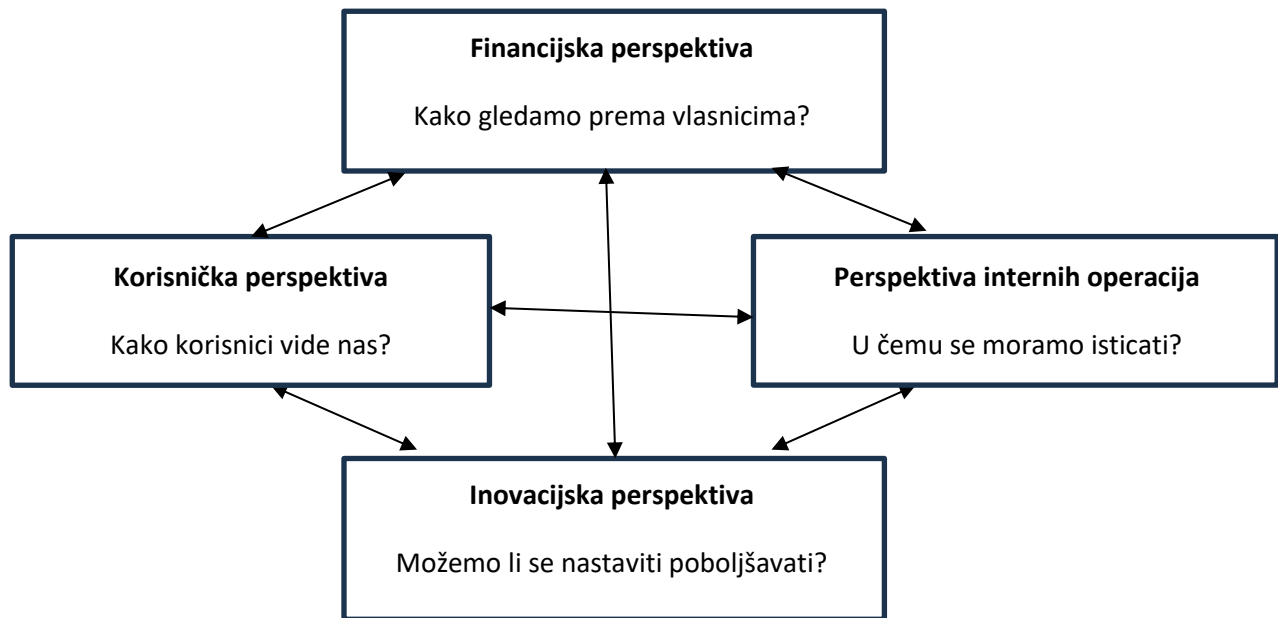 Financijska perspektiva
Kako gledamo prema vlasnicima?
Korisnička perspektiva
Kako korisnici vide nas?
Perspektiva internih operacija
U čemu se moramo isticati?
Inovacijska perspektiva
Možemo li se nastaviti poboljšavati?